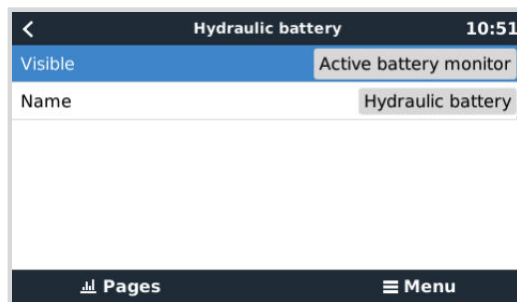 Hydraulic battery 10:51
Visible Active battery monitor
Name Hydraulic battery
Pages Menu